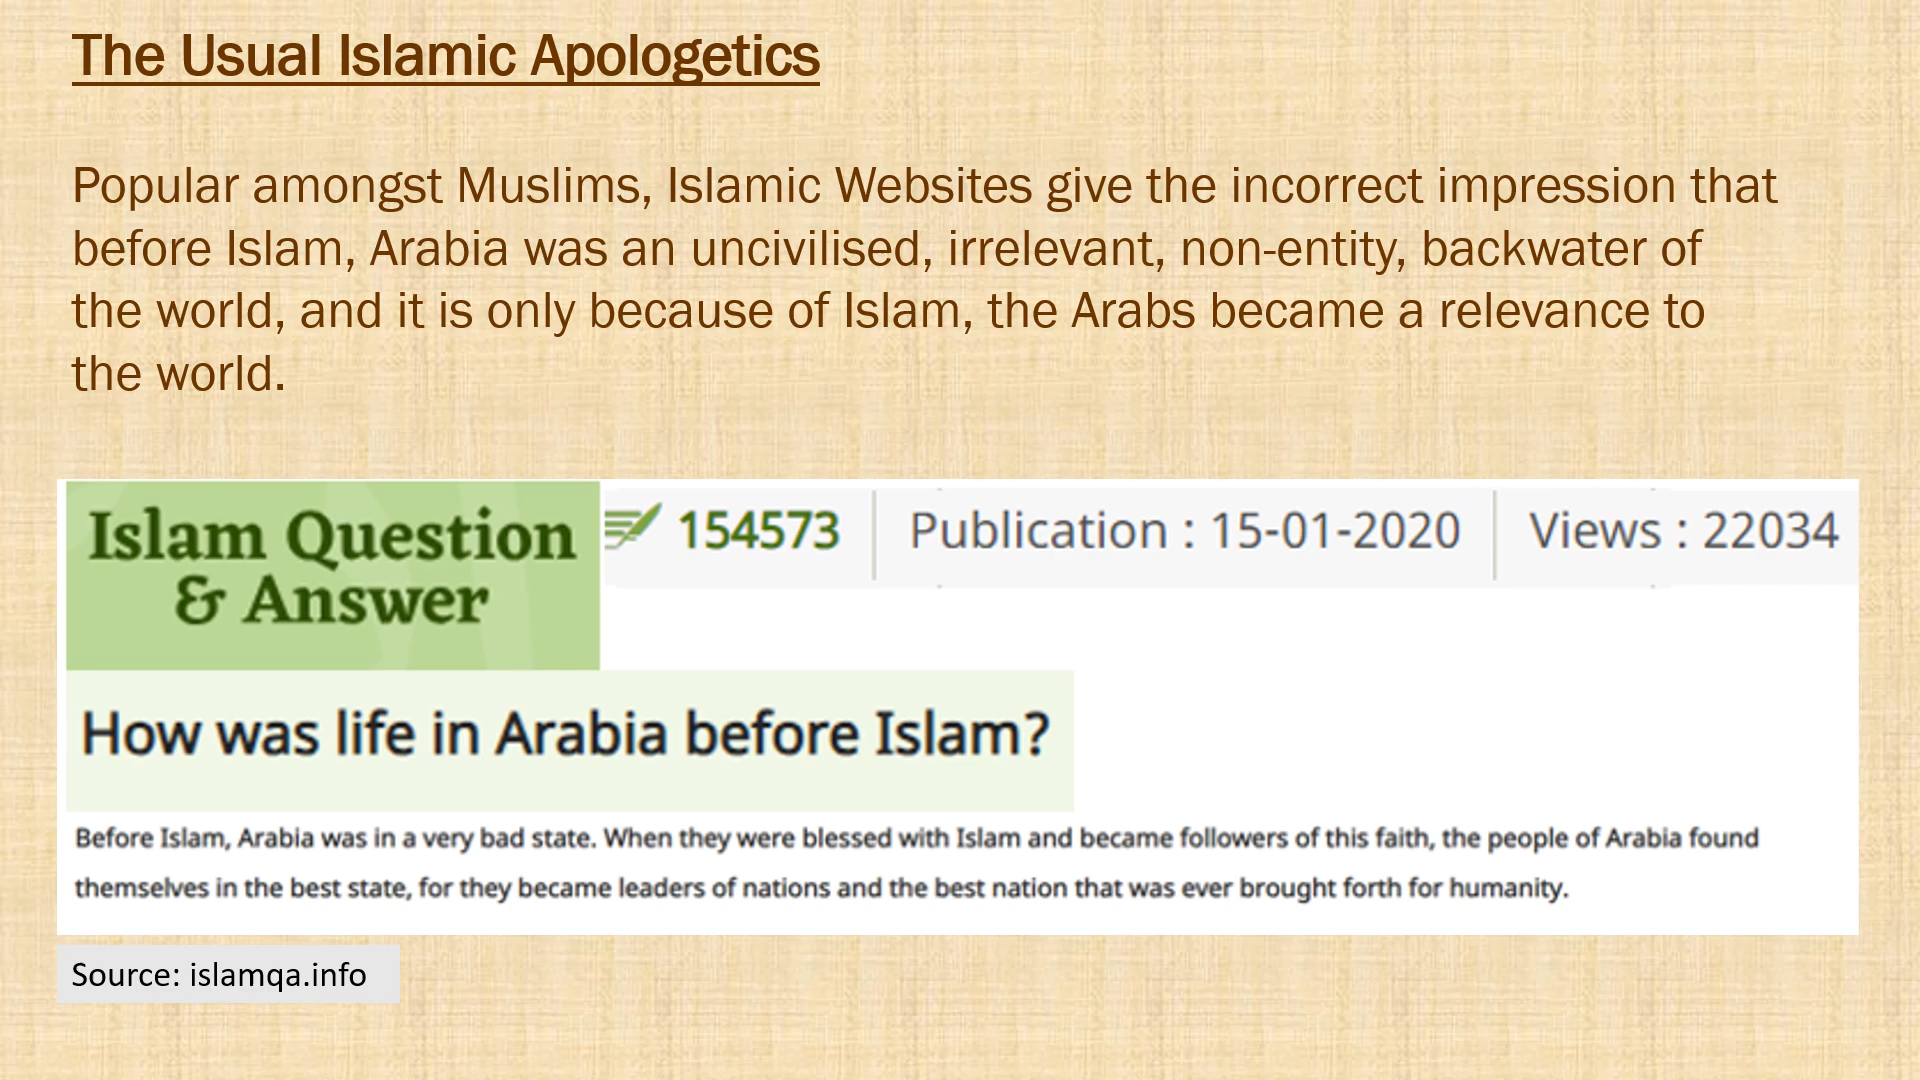 The Usual Islamic Apologetics
Popular amongst Muslims, Islamic Websites give the incorrect impression that
before Islam, Arabia was an uncivilised, irrelevant, non-entity, backwater of
the world, and it is only because of Islam, the Arabs became a relevance to
the world.
Islam Question
& Answer
154573 Publication : 15-01-2020 Views : 22034
How was life in Arabia before Islam?
Before Islam, Arabia was in a very bad state. When they were blessed with Islam and became followers of this faith, the people of Arabia found
themselves in the best state, for they became leaders of nations and the best nation that was ever brought forth for humanity.
Source: islamqa.info